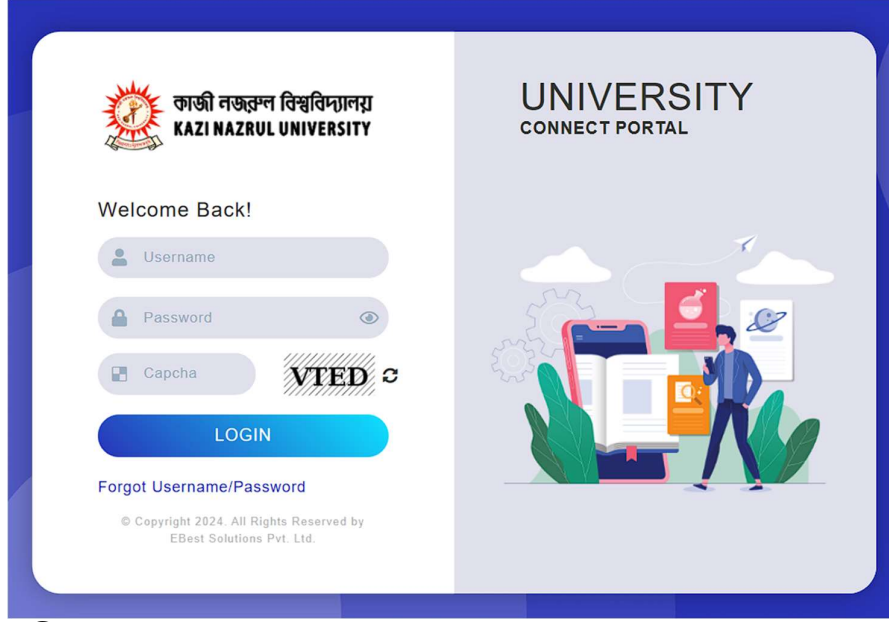 কাজী নজরুল বিশ্ববিদ্যালয়
KAZI NAZRUL UNIVERSITY
Welcome Back!
Username
Password
Capcha
VTED
LOGIN
Forgot Username/Password
© Copyright 2024. All Rights Reserved by
EBest Solutions Pvt. Ltd.
UNIVERSITY
CONNECT PORTAL